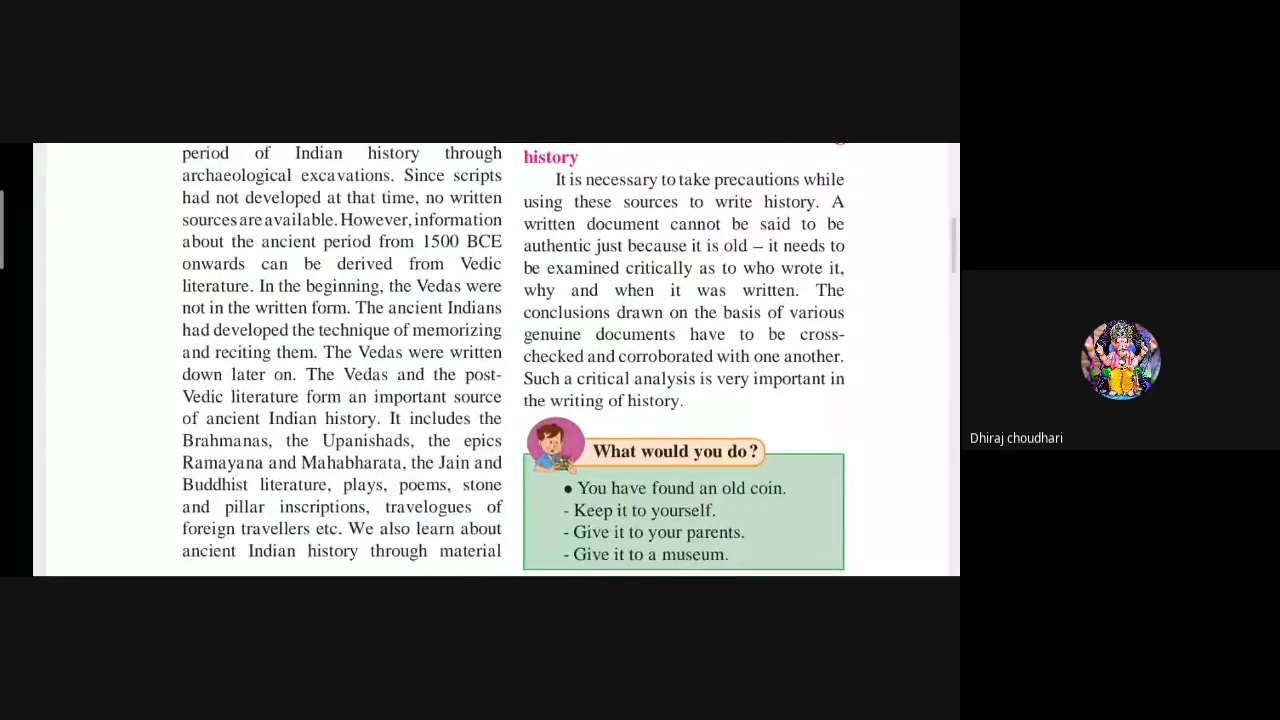 period of Indian history through
archaeological excavations. Since scripts
had not developed at that time, no written
sources are available. However, information
about the ancient period from 1500 BCE
onwards can be derived from Vedic
literature. In the beginning, the Vedas were
not in the written form. The ancient Indians
had developed the technique of memorizing
and reciting them. The Vedas were written
down later on. The Vedas and the post-
Vedic literature form an important source
of ancient Indian history. It includes the
Brahmanas, the Upanishads, the epics
Ramayana and Mahabharata, the Jain and
Buddhist literature, plays, poems, stone
and pillar inscriptions, travelogues of
foreign travellers etc. We also learn about
ancient Indian history through material
history
It is necessary to take precautions while
using these sources to write history. A
written document cannot be said to be
authentic just because it is old – it needs to
be examined critically as to who wrote it,
why and when it was written. The
conclusions drawn on the basis of various
genuine documents have to be cross-
checked and corroborated with one another.
Such a critical analysis is very important in
the writing of history.
What would you do?
● You have found an old coin.
- Keep it to yourself.
- Give it to your parents.
- Give it to a museum.
Dhiraj choudhari